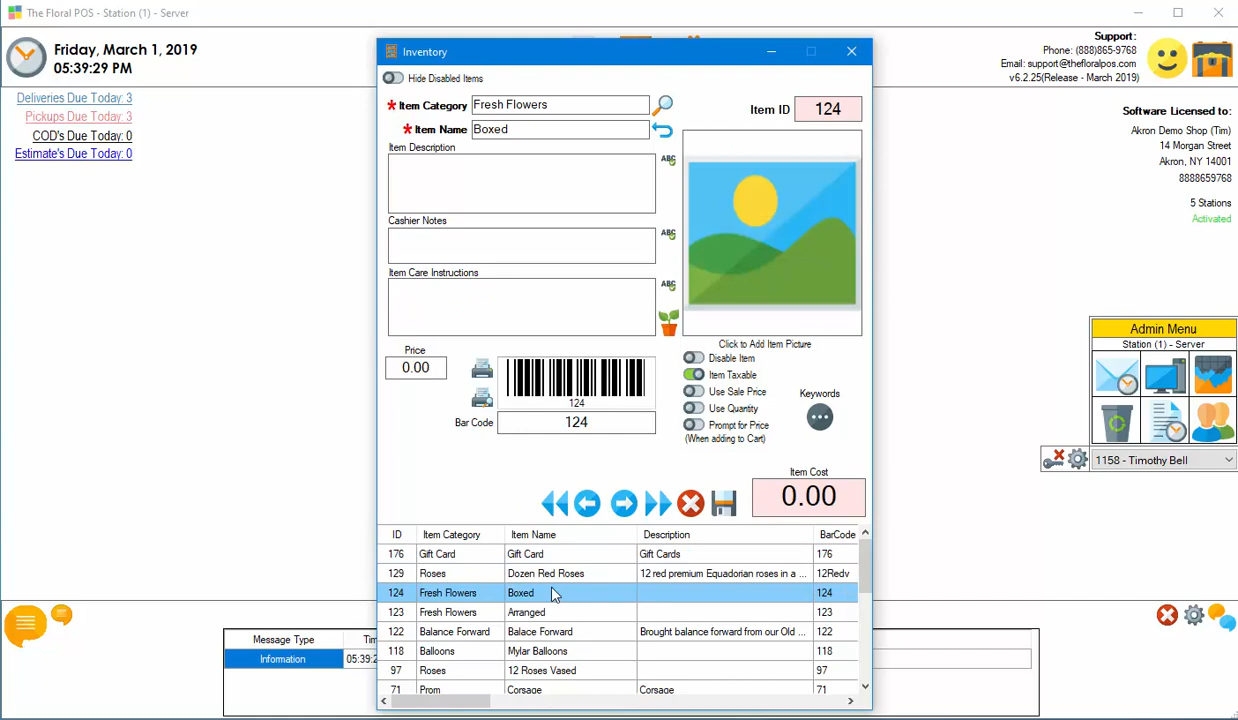 The Floral POS - Station (1) - Server
Friday, March 1, 2019
05:39:29 PM
Support:
Phone: (888)865-9768
Email: support@thefloralpos.com
v6.2.25(Release - March 2019)
Deliveries Due Today: 3
Pickups Due Today: 3
COD's Due Today: 0
Estimate's Due Today: 0
Software Licensed to:
Akron Demo Shop (Tim)
14 Morgan Street
Akron, NY 14001
8888659768
5 Stations
Activated
Inventory
Hide Disabled Items
* Item Category Fresh Flowers
Item ID 124
* Item Name Boxed
Item Description
ABC
Cashier Notes
ABC
Item Care Instructions
ABC
Click to Add Item Picture
Price
0.00
124
Bar Code 124
Disable Item
Item Taxable
Use Sale Price
Use Quantity
Prompt for Price
(When adding to Cart)
Keywords
Item Cost
0.00
ID Item Category Item Name Description BarCode
176 Gift Card Gift Card Gift Cards 176
129 Roses Dozen Red Roses 12 red premium Equadorian roses in a ... 12Redv
124 Fresh Flowers Boxed 124
123 Fresh Flowers Arranged 123
122 Balance Forward Balace Forward Brought balance forward from our Old ... 122
118 Balloons Mylar Balloons 118
97 Roses 12 Roses Vased 97
71 Prom Corsage Corsage 71
Admin Menu
Station (1) - Server
1158 - Timothy Bell
Message Type Tim
Information 05:39:2